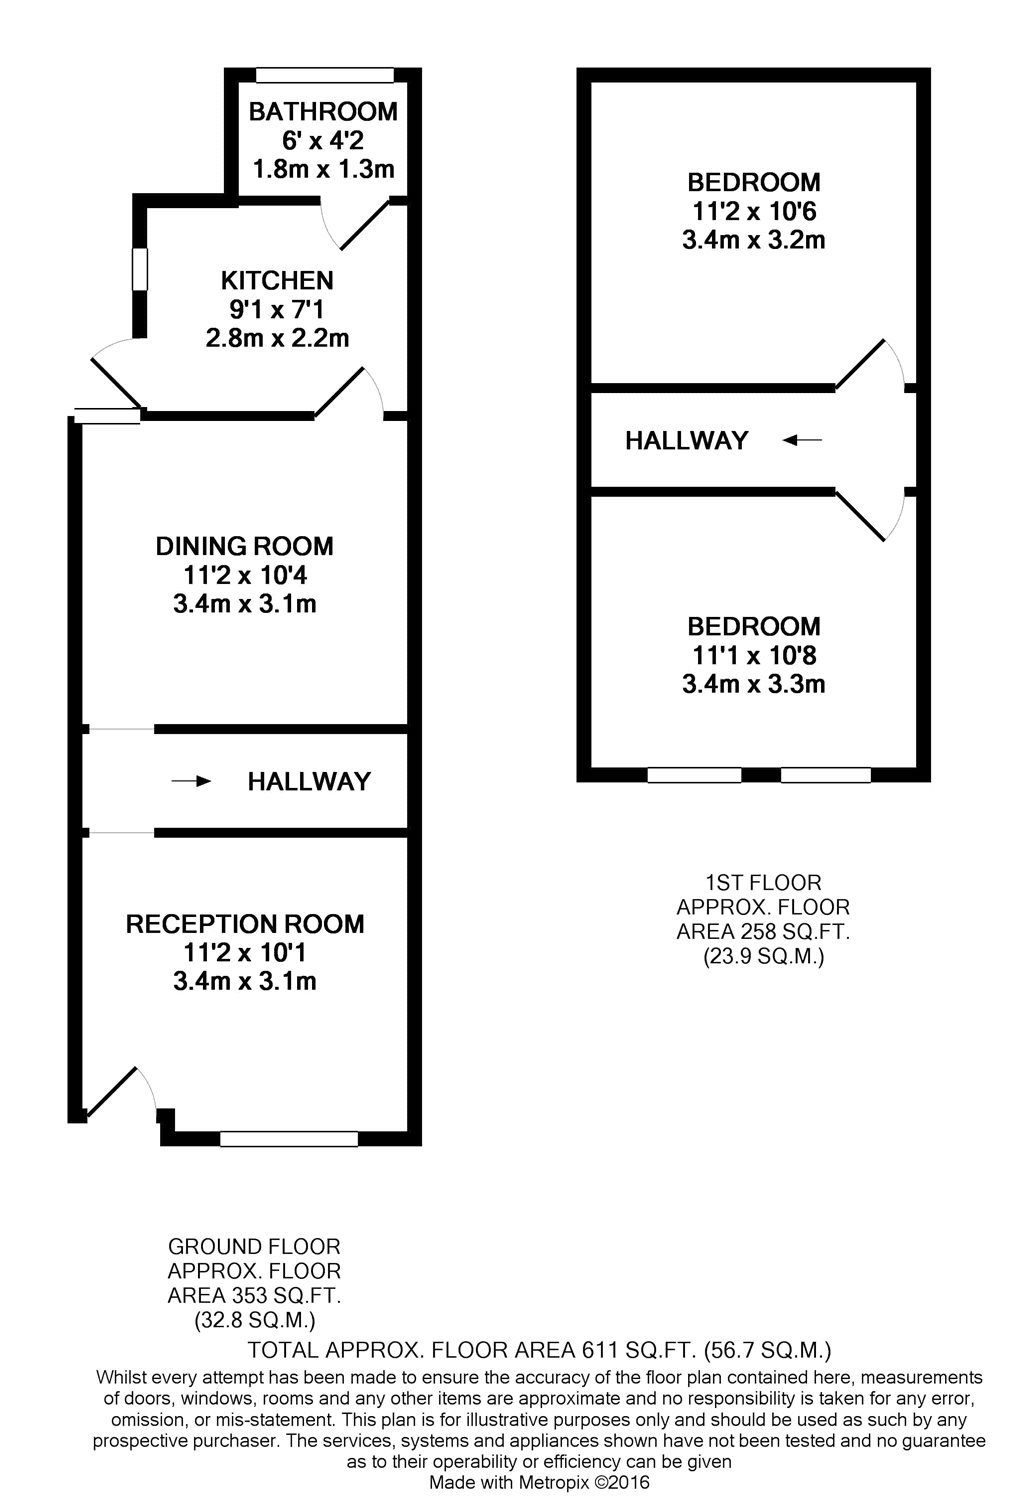 BATHROOM
6' x 4'2
1.8m x 1.3m
KITCHEN
9'1 x 7'1
2.8m x 2.2m
DINING ROOM
11'2 x 10'4
3.4m x 3.1m
HALLWAY
RECEPTION ROOM
11'2 x 10'1
3.4m x 3.1m
GROUND FLOOR
APPROX. FLOOR
AREA 353 SQ.FT.
(32.8 SQ.M.)
BEDROOM
11'2 x 10'6
3.4m x 3.2m
HALLWAY
BEDROOM
11'1 x 10'8
3.4m x 3.3m
1ST FLOOR
APPROX. FLOOR
AREA 258 SQ.FT.
(23.9 SQ.M.)
TOTAL APPROX. FLOOR AREA 611 SQ.FT. (56.7 SQ.M.)
Whilst every attempt has been made to ensure the accuracy of the floor plan contained here, measurements
of doors, windows, rooms and any other items are approximate and no responsibility is taken for any error,
omission, or mis-statement. This plan is for illustrative purposes only and should be used as such by any
prospective purchaser. The services, systems and appliances shown have not been tested and no guarantee
as to their operability or efficiency can be given
Made with Metropix ©2016